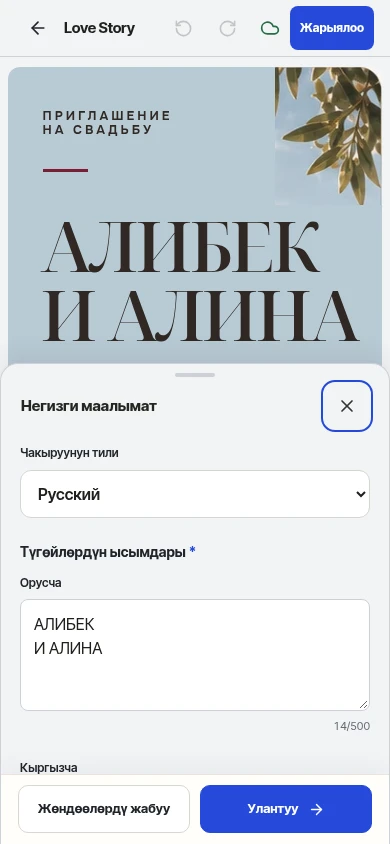 Love Story
Жарыялоо
ПРИГЛАШЕНИЕ
НА СВАДЬБУ
АЛИБЕК
И АЛИНА
Негизги маалымат
Чакыруунун тили
Русский
Түгөйлөрдүн ысымдары *
Орусча
АЛИБЕК
И АЛИНА
14/500
Кыргызча
Жөндөөлөрдү жабуу
Улантуу